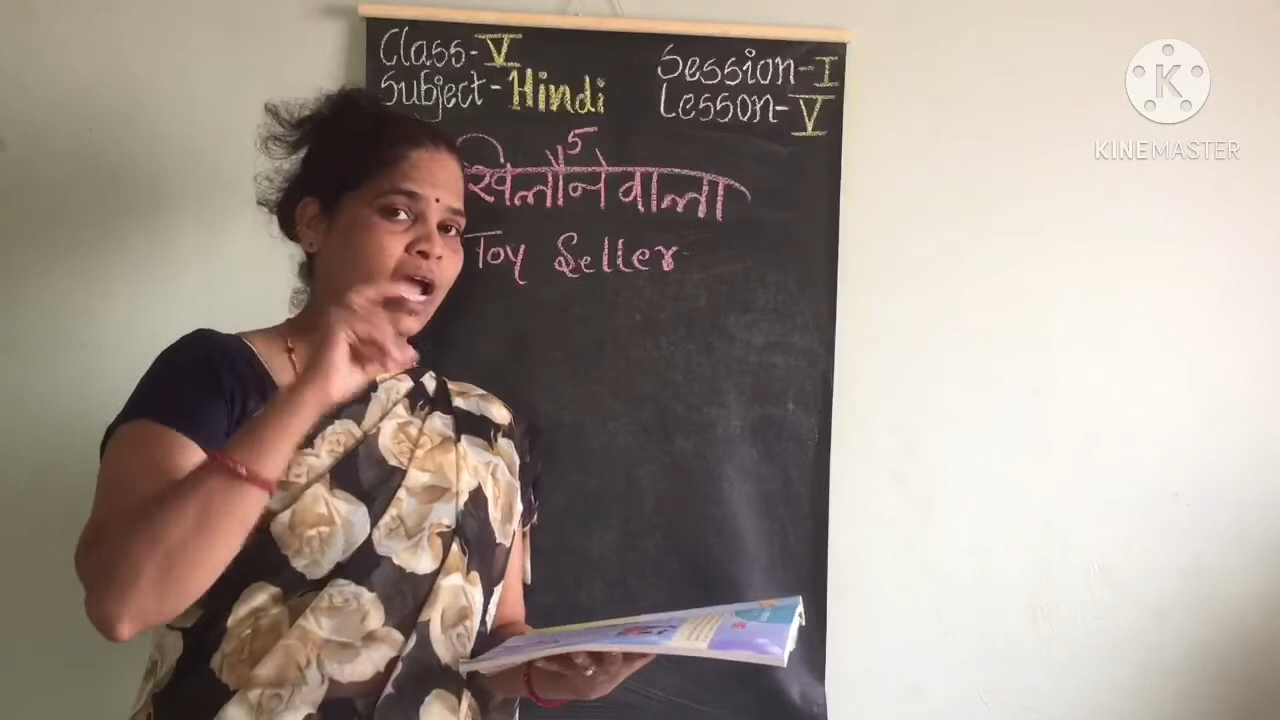 Class-V
Subject-Hindi
Session-I
Lesson-V
5
खिलौनेवाला
Toy Seller
K
KINEMASTER